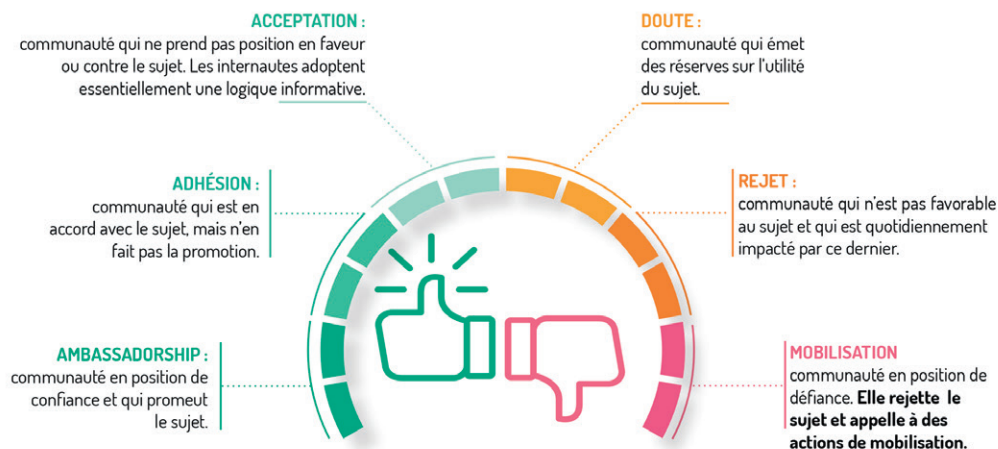 ACCEPTATION :
communauté qui ne prend pas position en faveur
ou contre le sujet. Les internautes adoptent
essentiellement une logique informative.
DOUTE :
communauté qui émet
des réserves sur l'utilité
du sujet.
ADHÉSION :
communauté qui est en
accord avec le sujet, mais n'en
fait pas la promotion.
REJET :
communauté qui n'est pas favorable
au sujet et qui est quotidiennement
impacté par ce dernier.
AMBASSADORSHIP :
communauté en position de
confiance et qui promeut
le sujet.
MOBILISATION
communauté en position de
défiance. Elle rejette le
sujet et appelle à des
actions de mobilisation.